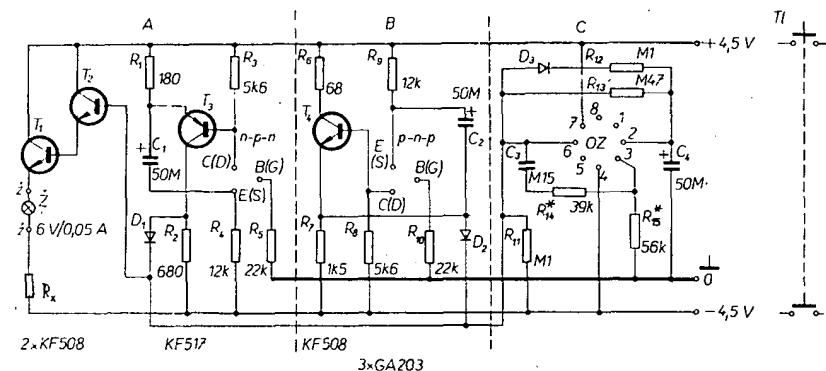 A B C Tl
+4,5 V
R1 180
R3 5k6
R6 68
R9 12k
50M
D3 R12 M1
R13 M47
T2
T1
T3
T4
n-p-n
p-n-p
+ C1 50M
C(D)
E(S)
B(G)
E (S)
C(D)
B(G)
+ C2
8 1
7 OZ 2
6 3
5 4
C3 M15
+ C4 50M
R14* 39k
R15* 56k
ž
Ž
ž
6 V/0,05 A
D1
R2 680
R4 12k
R5 22k
R7 1k5
R8 5k6
R10 22k
D2
R11 M1
Rx
0
−4,5 V
2×KF508 KF517 KF508
3×GA203